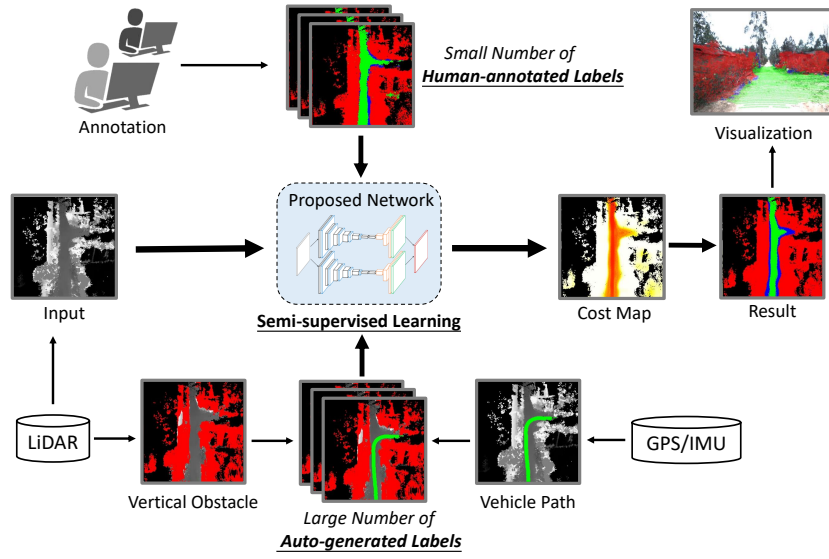 Small Number of
Human-annotated Labels
Annotation
Visualization
Proposed Network
Input
Semi-supervised Learning
Cost Map
Result
LiDAR
GPS/IMU
Vertical Obstacle
Vehicle Path
Large Number of
Auto-generated Labels